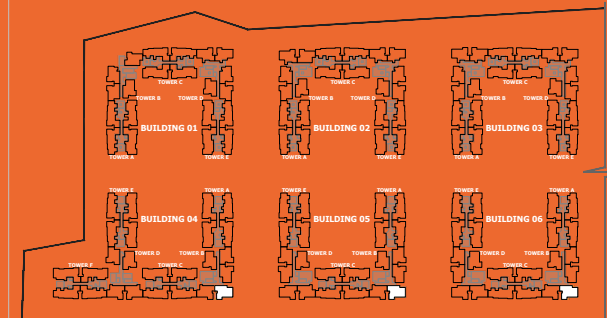 TOWER C TOWER C TOWER C
TOWER B TOWER D TOWER B TOWER D TOWER B TOWER D
BUILDING 01 BUILDING 02 BUILDING 03
TOWER A TOWER E TOWER A TOWER E TOWER A TOWER E
TOWER E TOWER A TOWER E TOWER A TOWER E TOWER A
BUILDING 04 BUILDING 05 BUILDING 06
TOWER D TOWER B TOWER D TOWER B TOWER D TOWER B
TOWER F TOWER C TOWER C TOWER C